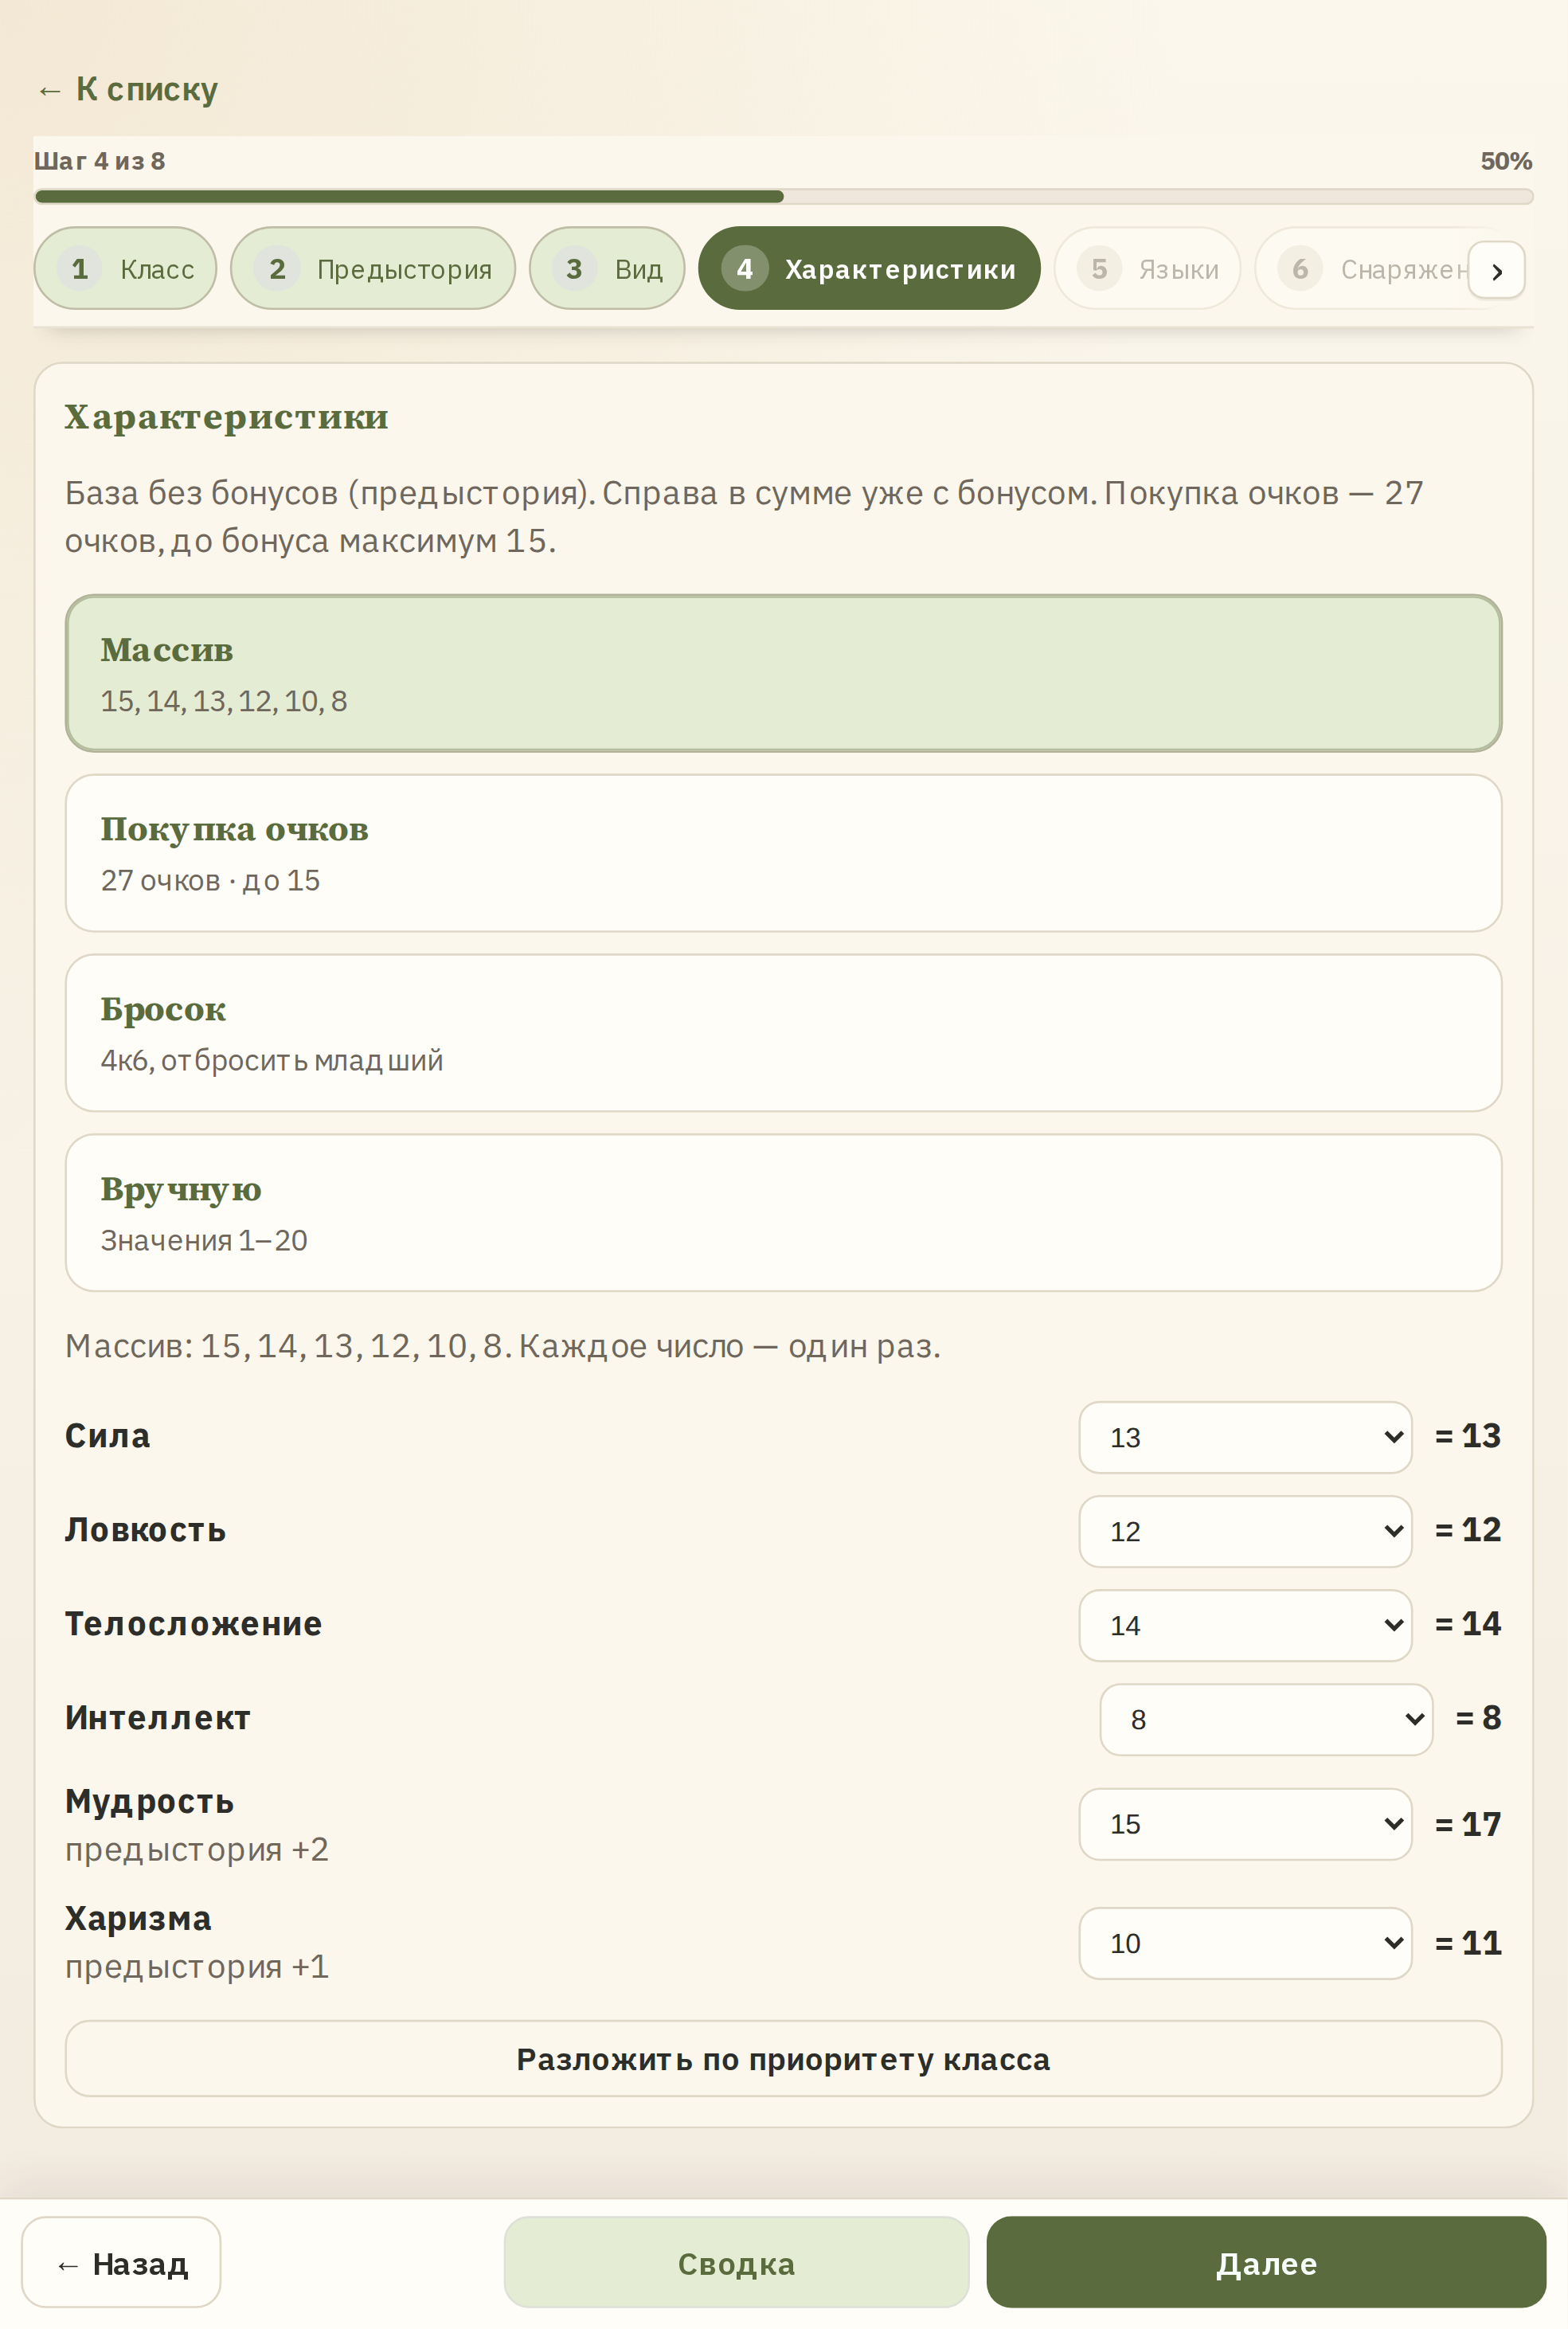 ← К списку
Шаг 4 из 8 50%
1 Класс 2 Предыстория 3 Вид 4 Характеристики 5 Языки 6 Снаряжен ›
Характеристики
База без бонусов (предыстория). Справа в сумме уже с бонусом. Покупка очков — 27
очков, до бонуса максимум 15.
Массив
15, 14, 13, 12, 10, 8
Покупка очков
27 очков · до 15
Бросок
4к6, отбросить младший
Вручную
Значения 1–20
Массив: 15, 14, 13, 12, 10, 8. Каждое число — один раз.
Сила 13 = 13
Ловкость 12 = 12
Телосложение 14 = 14
Интеллект 8 = 8
Мудрость
предыстория +2 15 = 17
Харизма
предыстория +1 10 = 11
Разложить по приоритету класса
← Назад Сводка Далее